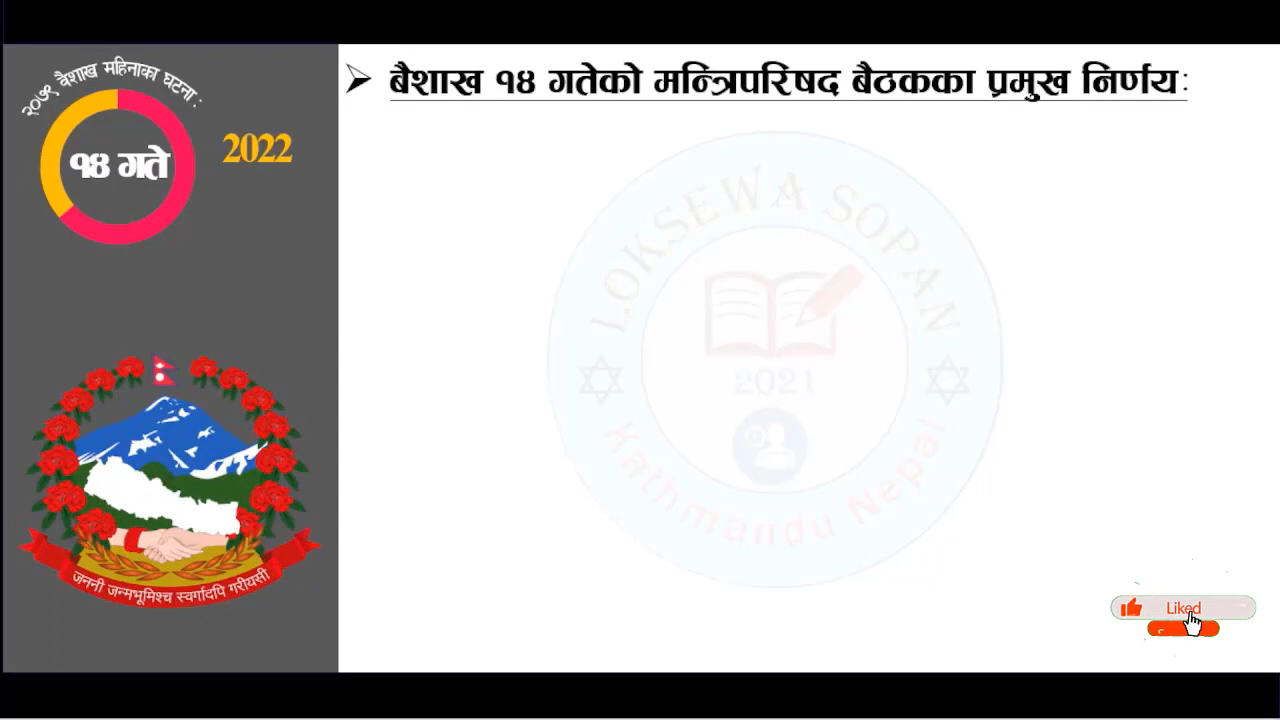 २०७९ वैशाख महिनाका घटनाः
१४ गते
2022
बैशाख १४ गतेको मन्त्रिपरिषद बैठकका प्रमुख निर्णयः
LOKSEWA SOPAN
2021
Kathmandu Nepal
जननी जन्मभूमिश्च स्वर्गादपि गरीयसी
Liked